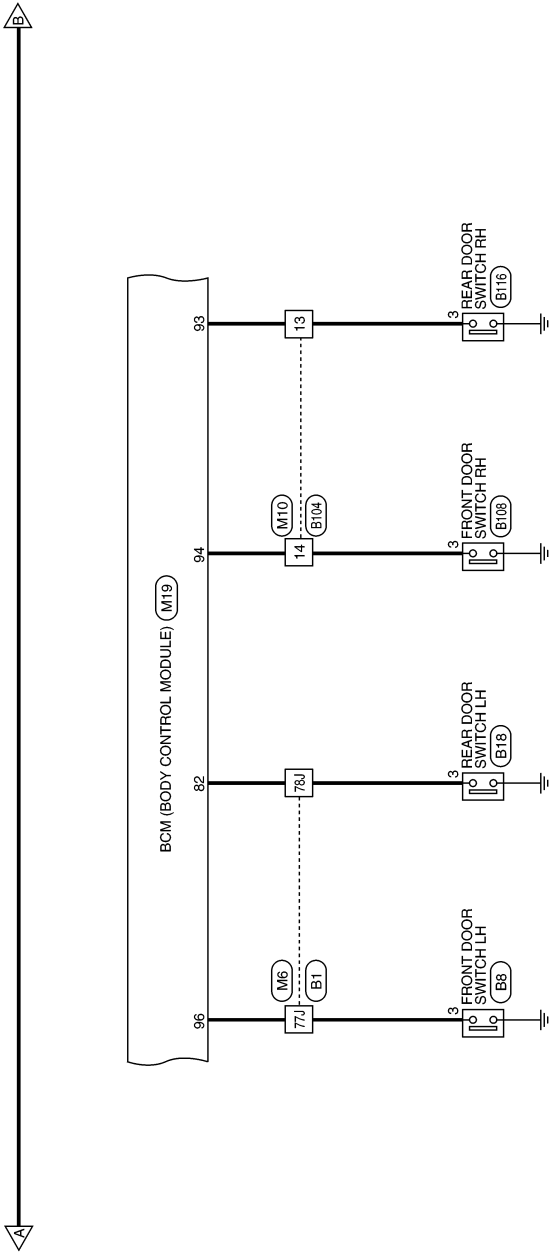 A
B
BCM (BODY CONTROL MODULE)
M19
96
82
94
93
M6
M10
77J
78J
14
13
B1
B104
3
3
3
3
FRONT DOOR
SWITCH LH
B8
REAR DOOR
SWITCH LH
B18
FRONT DOOR
SWITCH RH
B108
REAR DOOR
SWITCH RH
B116